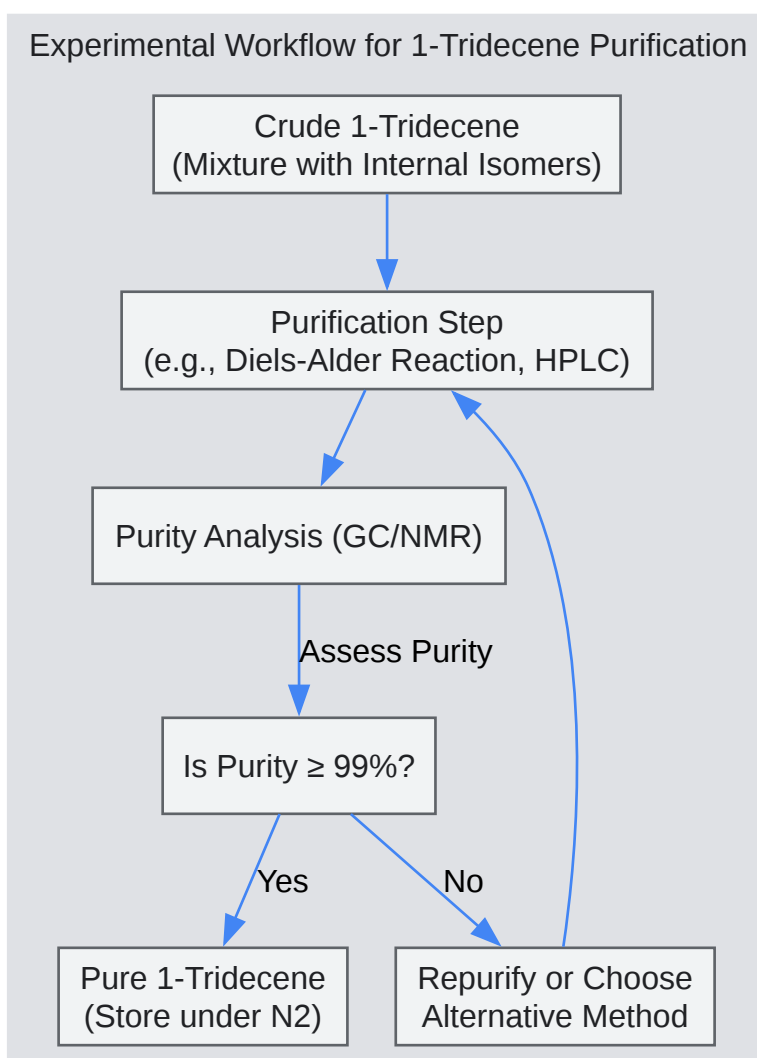 Experimental Workflow for 1-Tridecene Purification
Crude 1-Tridecene
(Mixture with Internal Isomers)
Purification Step
(e.g., Diels-Alder Reaction, HPLC)
Purity Analysis (GC/NMR)
Assess Purity
Is Purity ≥ 99%?
Yes
No
Pure 1-Tridecene
(Store under N2)
Repurify or Choose
Alternative Method